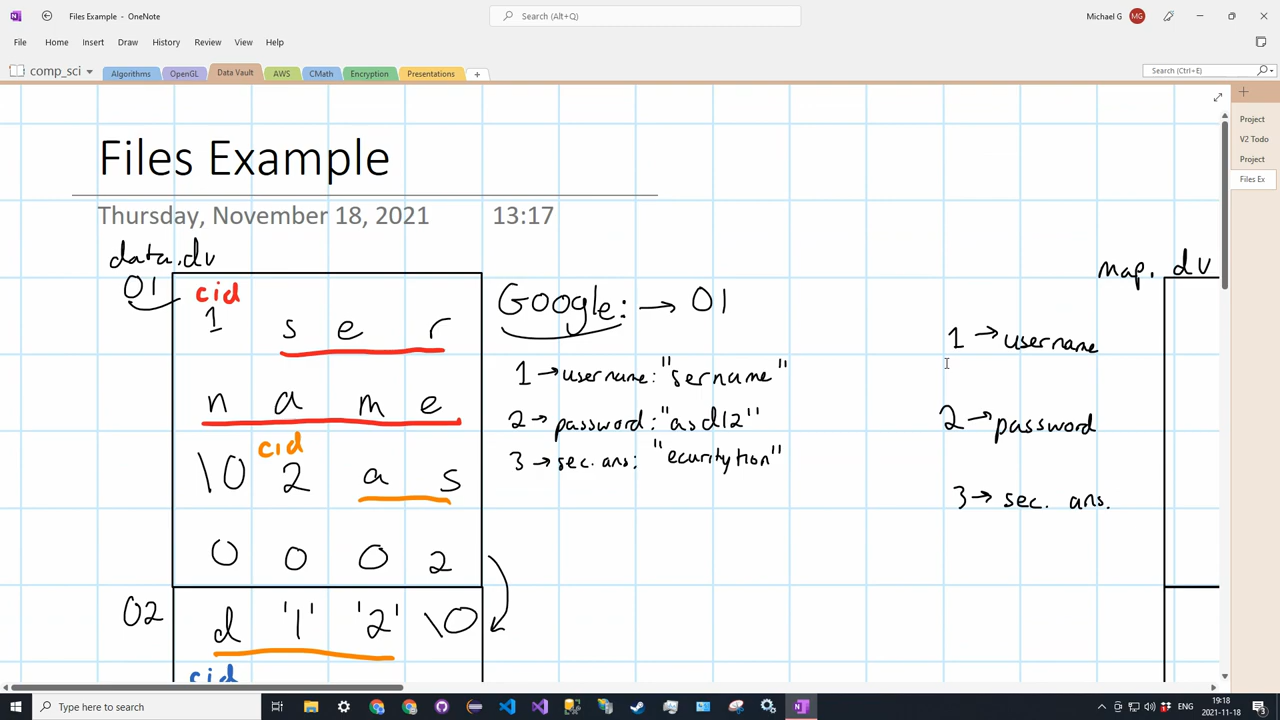 Files Example - OneNote
Search (Alt+Q)
Michael G
MG
File Home Insert Draw History Review View Help
comp_sci
Algorithms OpenGL Data Vault AWS CMath Encryption Presentations +
Search (Ctrl+E)
Project
V2 Todo
Project
Files Ex
Files Example
Thursday, November 18, 2021 13:17
data.dv
01
cid
1 s e r
n a m e
cid
\0 2 a s
0 0 0 2
02
d '1' '2' \0
cid
Google: → 01
1 → username: "sername"
2 → password: "asd12"
3 → sec. ans: "ecuritytion"
map. dv
1 → username
2 → password
3 → sec. ans.
Type here to search
ENG
19:18
2021-11-18